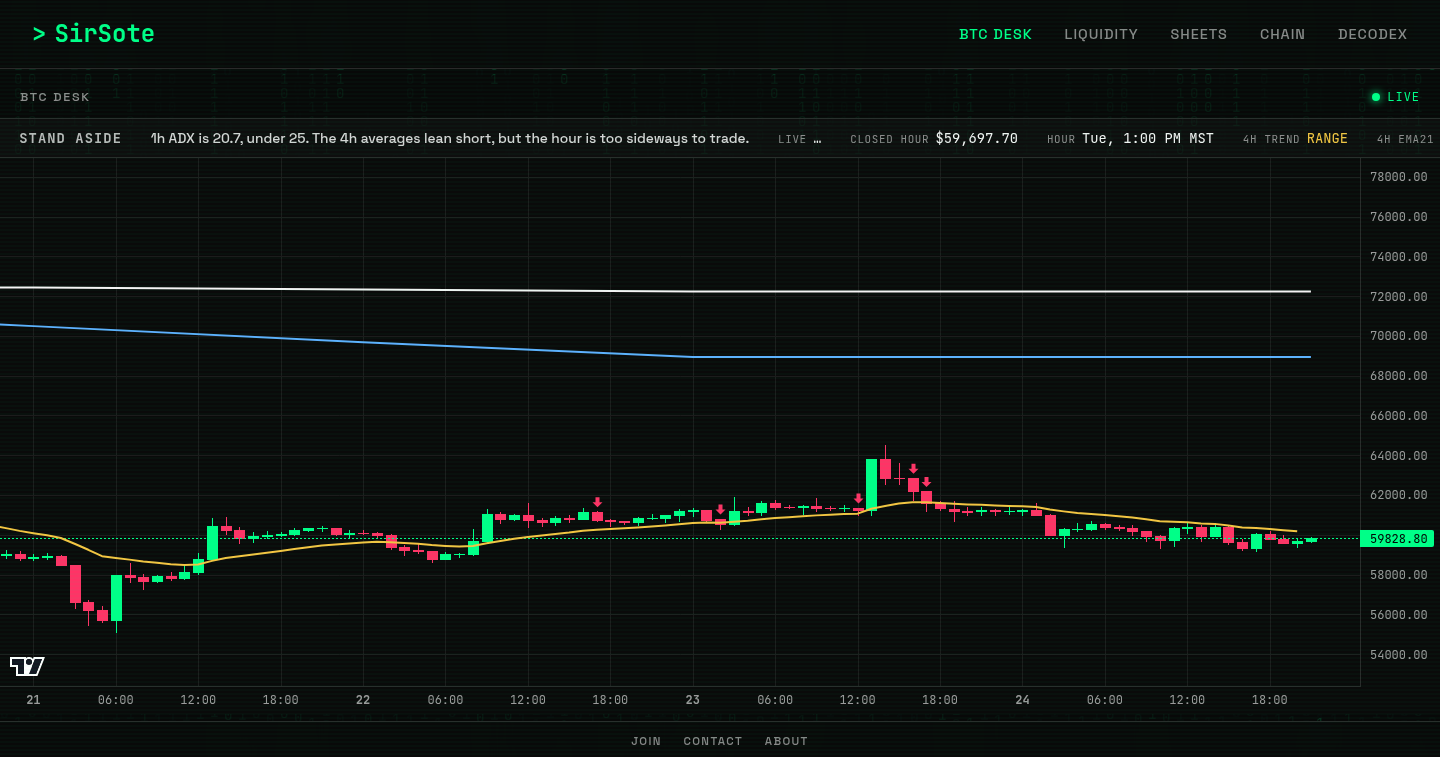 > SirSote
BTC DESK LIQUIDITY SHEETS CHAIN DECODEX
BTC DESK
LIVE
STAND ASIDE 1h ADX is 20.7, under 25. The 4h averages lean short, but the hour is too sideways to trade. LIVE … CLOSED HOUR $59,697.70 HOUR Tue, 1:00 PM MST 4H TREND RANGE 4H EMA21
78000.00
76000.00
74000.00
72000.00
70000.00
68000.00
66000.00
64000.00
62000.00
59828.80
58000.00
56000.00
54000.00
21 06:00 12:00 18:00 22 06:00 12:00 18:00 23 06:00 12:00 18:00 24 06:00 12:00 18:00
JOIN CONTACT ABOUT